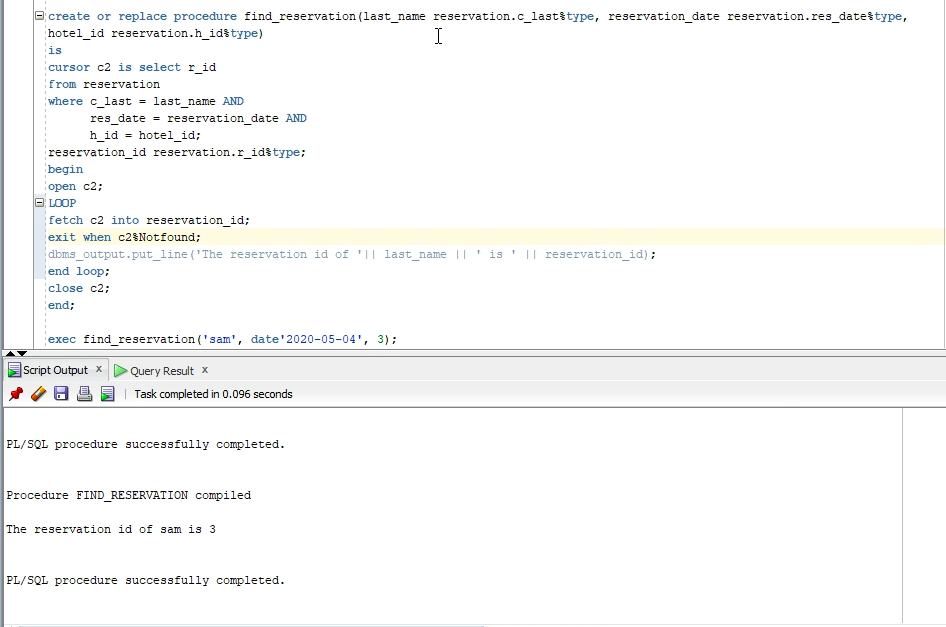 create or replace procedure find_reservation(last_name reservation.c_last%type, reservation_date reservation.res_date%type,
hotel_id reservation.h_id%type)
is
cursor c2 is select r_id
from reservation
where c_last = last_name AND
res_date = reservation_date AND
h_id = hotel_id;
reservation_id reservation.r_id%type;
begin
open c2;
LOOP
fetch c2 into reservation_id;
exit when c2%Notfound;
dbms_output.put_line('The reservation id of '|| last_name || ' is ' || reservation_id);
end loop;
close c2;
end;
exec find_reservation('sam', date'2020-05-04', 3);
Script Output x Query Result x
Task completed in 0.096 seconds
PL/SQL procedure successfully completed.
Procedure FIND_RESERVATION compiled
The reservation id of sam is 3
PL/SQL procedure successfully completed.